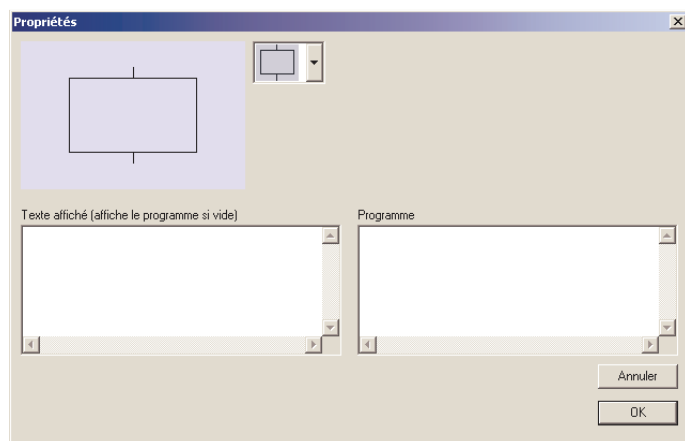 Propriétés
Texte affiché (affiche le programme si vide)
Programme
Annuler
OK